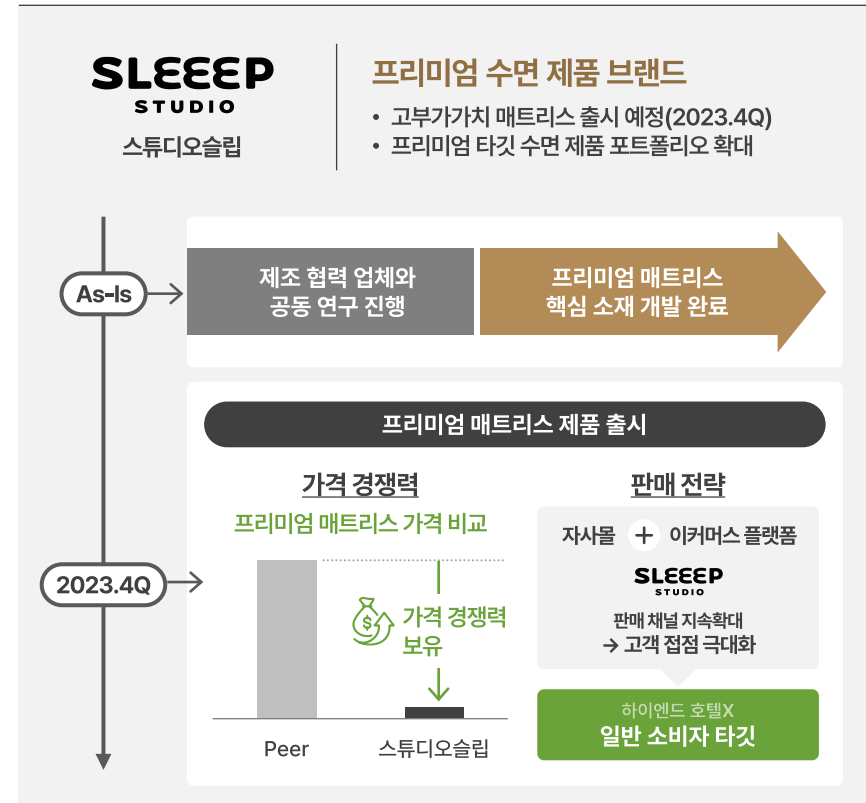 SLEEEP
STUDIO
스튜디오슬립
프리미엄 수면 제품 브랜드
• 고부가가치 매트리스 출시 예정(2023.4Q)
• 프리미엄 타깃 수면 제품 포트폴리오 확대
As-Is
제조 협력 업체와
공동 연구 진행
프리미엄 매트리스
핵심 소재 개발 완료
2023.4Q
프리미엄 매트리스 제품 출시
가격 경쟁력
프리미엄 매트리스 가격 비교
$
가격 경쟁력
보유
Peer
스튜디오슬립
판매 전략
자사몰 + 이커머스 플랫폼
SLEEEP
STUDIO
판매 채널 지속확대
→ 고객 접점 극대화
하이엔드 호텔X
일반 소비자 타깃